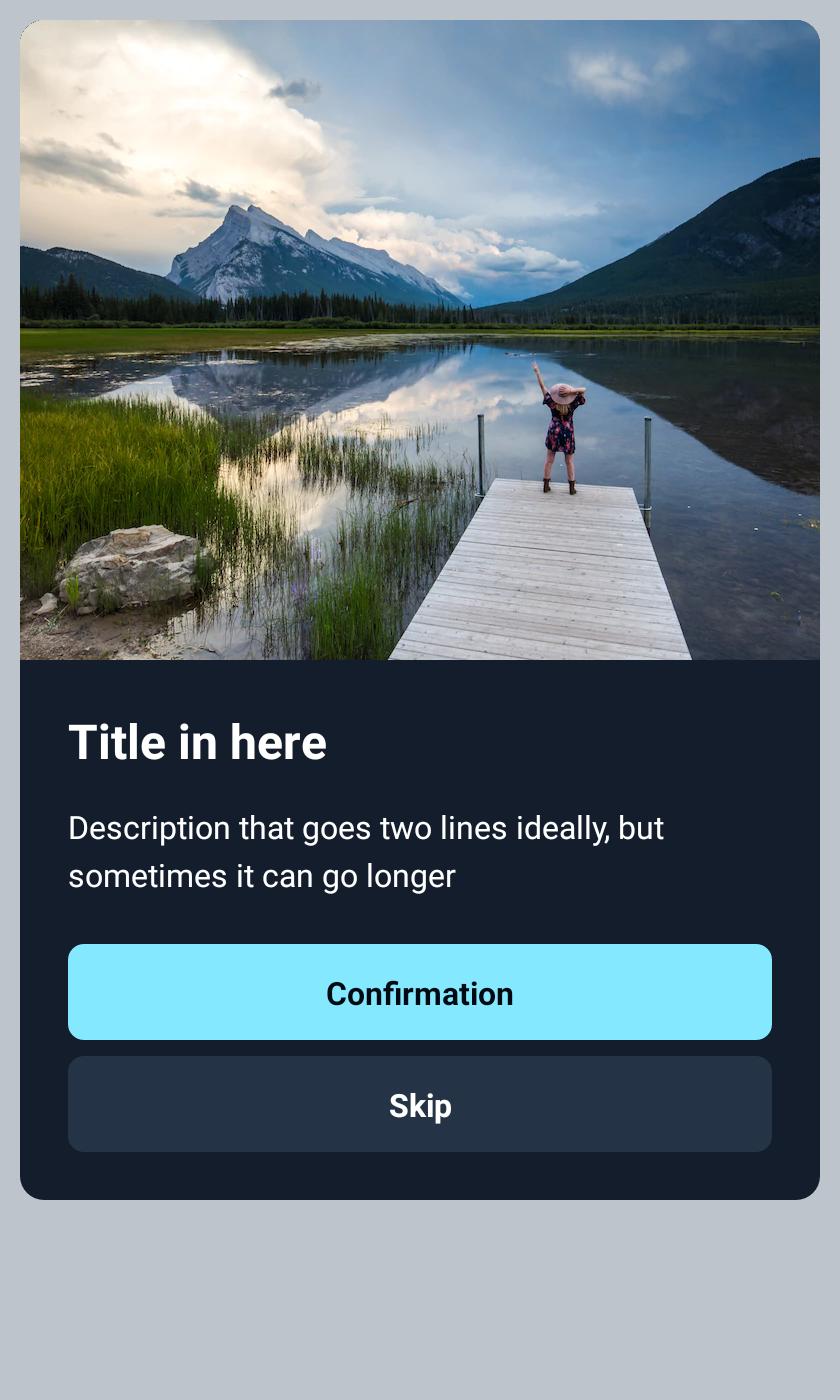 Title in here
Description that goes two lines ideally, but
sometimes it can go longer
Confirmation
Skip